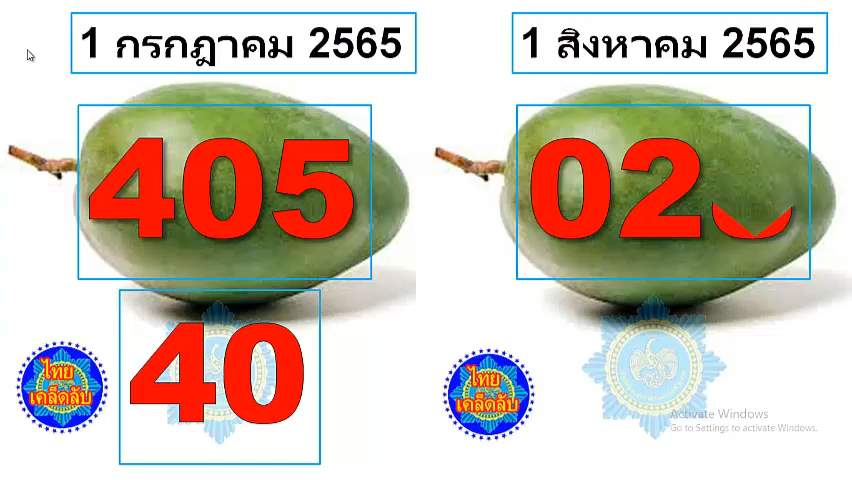 1 กรกฎาคม 2565
405
40
ไทย
เคล็ดลับ
1 สิงหาคม 2565
02
ไทย
เคล็ดลับ
Activate Windows
Go to Settings to activate Windows.